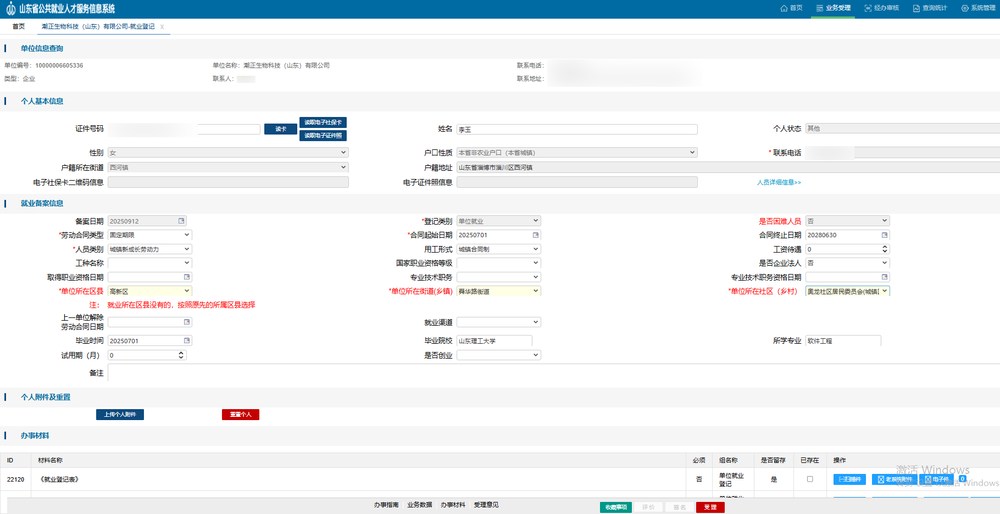 山东省公共就业人才服务信息系统
首页 业务受理 经办审核 查询统计 系统管理
首页 潮正生物科技（山东）有限公司-就业登记 x
单位信息查询
单位编号：10000006605336 单位名称：潮正生物科技（山东）有限公司 联系电话：
类型：企业 联系人： 联系地址：
个人基本信息
读取电子社保卡
证件号码 读卡 姓名 李玉 个人状态 其他
读取电子证件照
性别 女 户口性质 本省非农业户口（本省城镇） *联系电话
户籍所在街道 西河镇 户籍地址 山东省淄博市淄川区西河镇
电子社保卡二维码信息 电子证件照信息 人员详细信息>>
就业备案信息
备案日期 20250912 *登记类别 单位就业 是否困难人员 否
*劳动合同类型 固定期限 *合同起始日期 20250701 合同终止日期 20280630
*人员类别 城镇新成长劳动力 用工形式 城镇合同制 工资待遇 0
工种名称 国家职业资格等级 是否企业法人 否
取得职业资格日期 专业技术职务 专业技术职务资格日期
*单位所在区县 高新区 *单位所在街道(乡镇) 舜华路街道 *单位所在社区（乡村） 奥龙社区居民委员会(城镇
注： 就业所在区县没有的，按照原先的所属区县选择
上一单位解除
劳动合同日期 就业渠道
毕业时间 20250701 毕业院校 山东理工大学 所学专业 软件工程
试用期（月） 0 是否创业
备注
个人附件及重置
上传个人附件 重置个人
办事材料
ID 材料名称 必须 组名称 是否留存 已存在 操作
22120 《就业登记表》 否 单位就业登记 是 扫描件 老系统附件 电子件 0
激活 Windows
办事指南 业务数据 办事材料 受理意见 收藏事项 评价 签名 受理